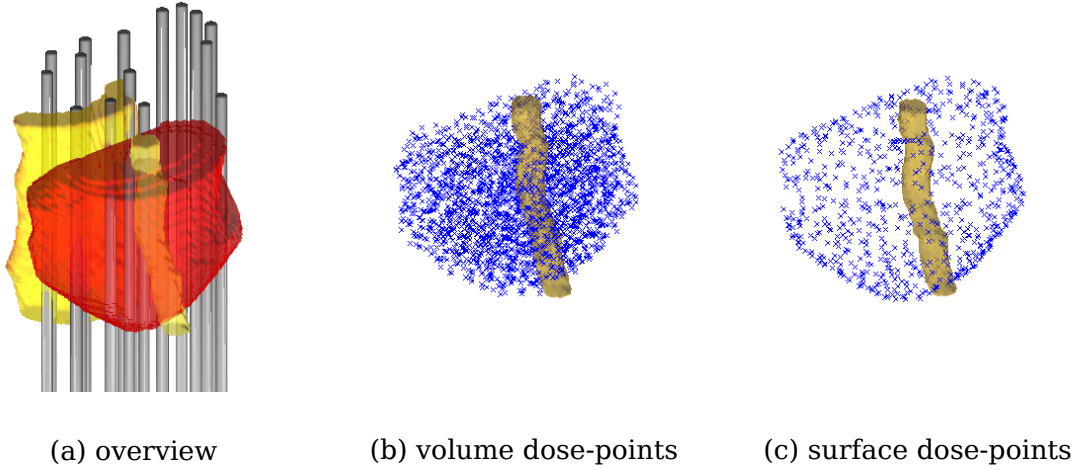 (a) overview
(b) volume dose-points
(c) surface dose-points